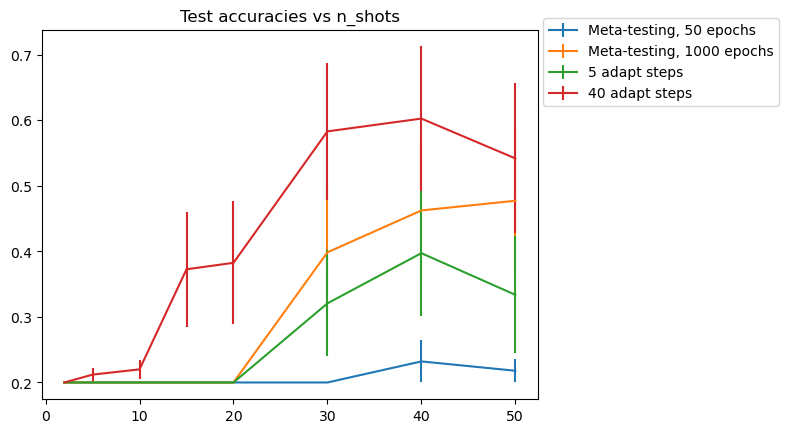 Test accuracies vs n_shots
Meta-testing, 50 epochs
Meta-testing, 1000 epochs
5 adapt steps
40 adapt steps
0.7
0.6
0.5
0.4
0.3
0.2
0 10 20 30 40 50